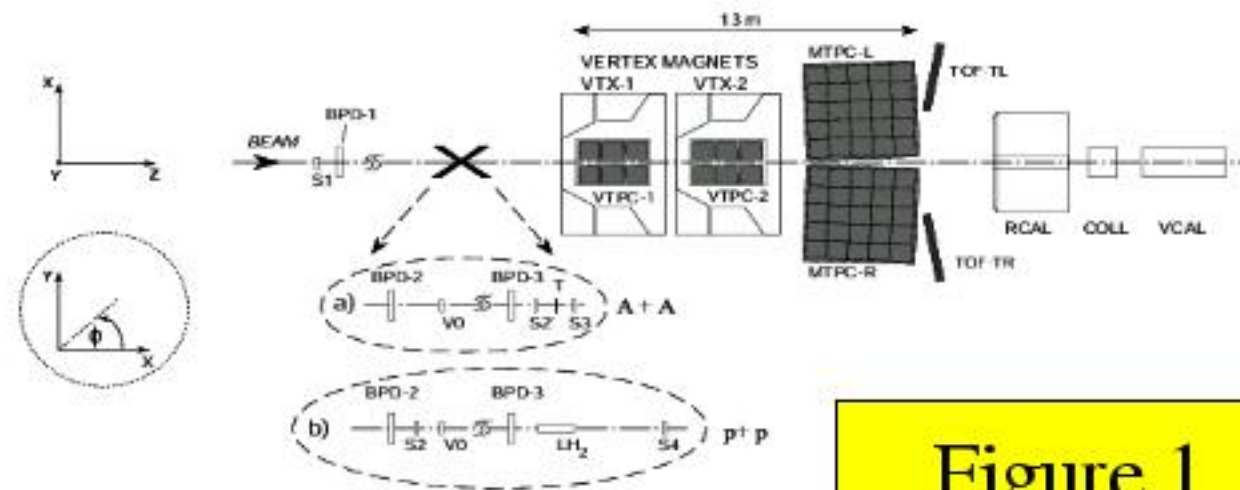 13 m
VERTEX MAGNETS
VTX-1 VTX-2
MTPC-L
TOF-TL
X
Y
Z
BEAM
BPD-1
S1
VTPC-1
VTPC-2
MTPC-R
TOF-TR
RCAL COLL VCAL
Y
ϕ
X
a)
BPD-2
V0
BPD-3
S2
T
S3
A + A
b)
BPD-2
S2
V0
BPD-3
LH2
S4
p+ p
Figure 1